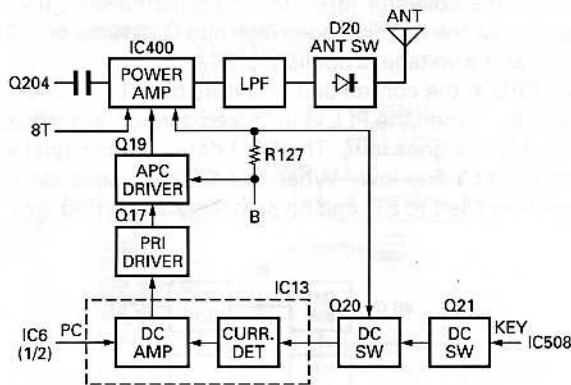 ANT
D20
ANT SW
IC400
POWER
AMP
LPF
Q204
8T
Q19
R127
APC
DRIVER
Q17
B
PRI
DRIVER
IC13
Q20
Q21
IC6
(1/2)
PC
DC
AMP
CURR.
DET
DC
SW
DC
SW
KEY
IC508